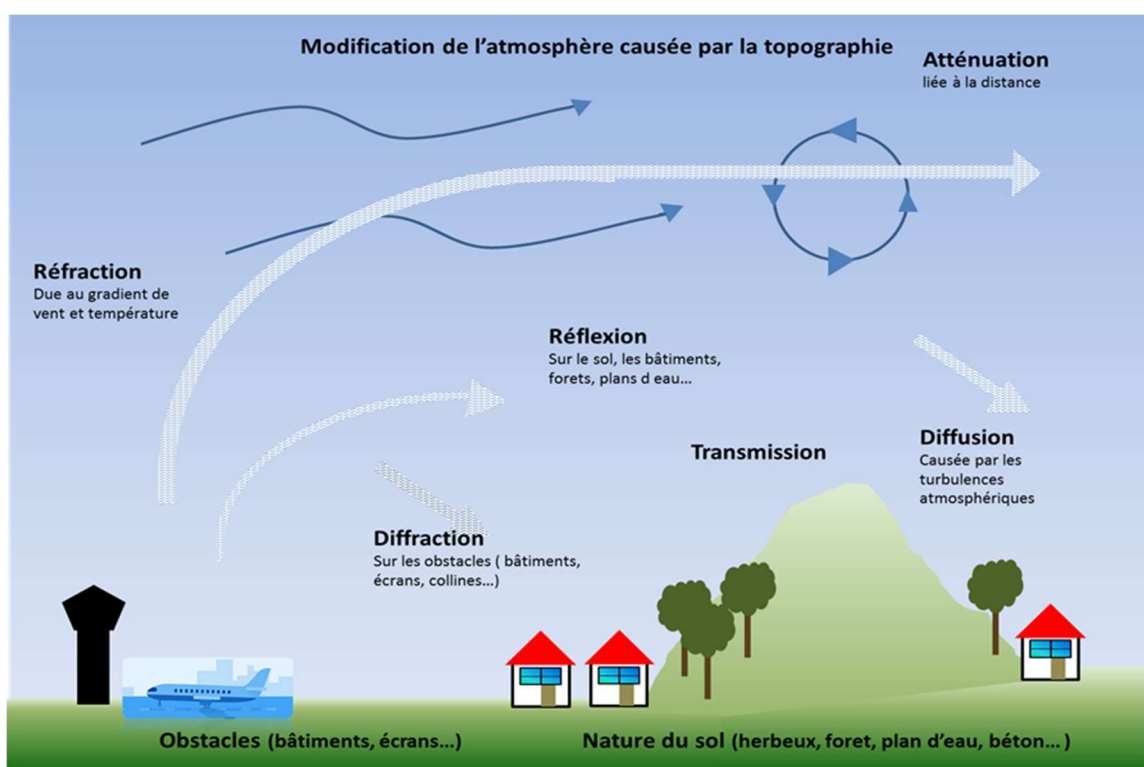 Modification de l'atmosphère causée par la topographie
Atténuation
liée à la distance
Réfraction
Due au gradient de
vent et température
Réflexion
Sur le sol, les bâtiments,
forets, plans d eau...
Transmission
Diffusion
Causée par les
turbulences
atmosphériques
Diffraction
Sur les obstacles ( bâtiments,
écrans, collines...)
Obstacles (bâtiments, écrans...)
Nature du sol (herbeux, foret, plan d'eau, béton... )